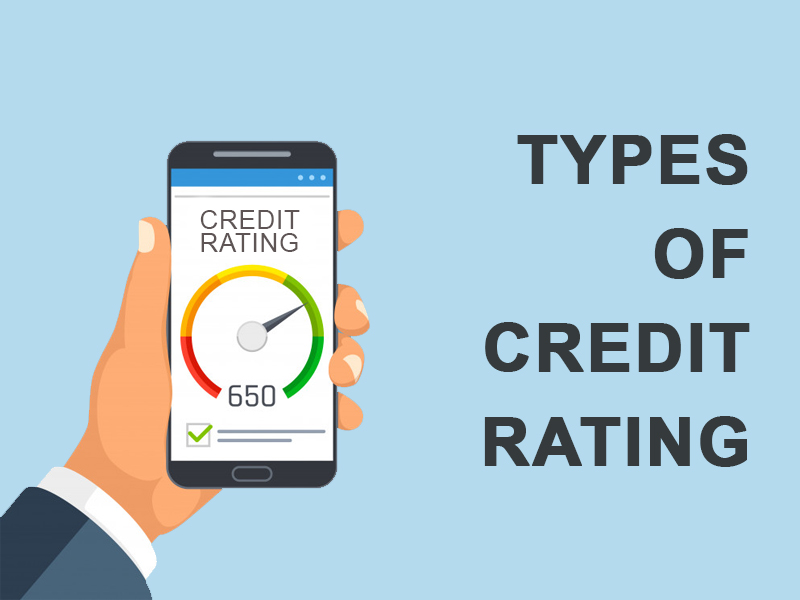 CREDIT
RATING
650
TYPES
OF
CREDIT
RATING